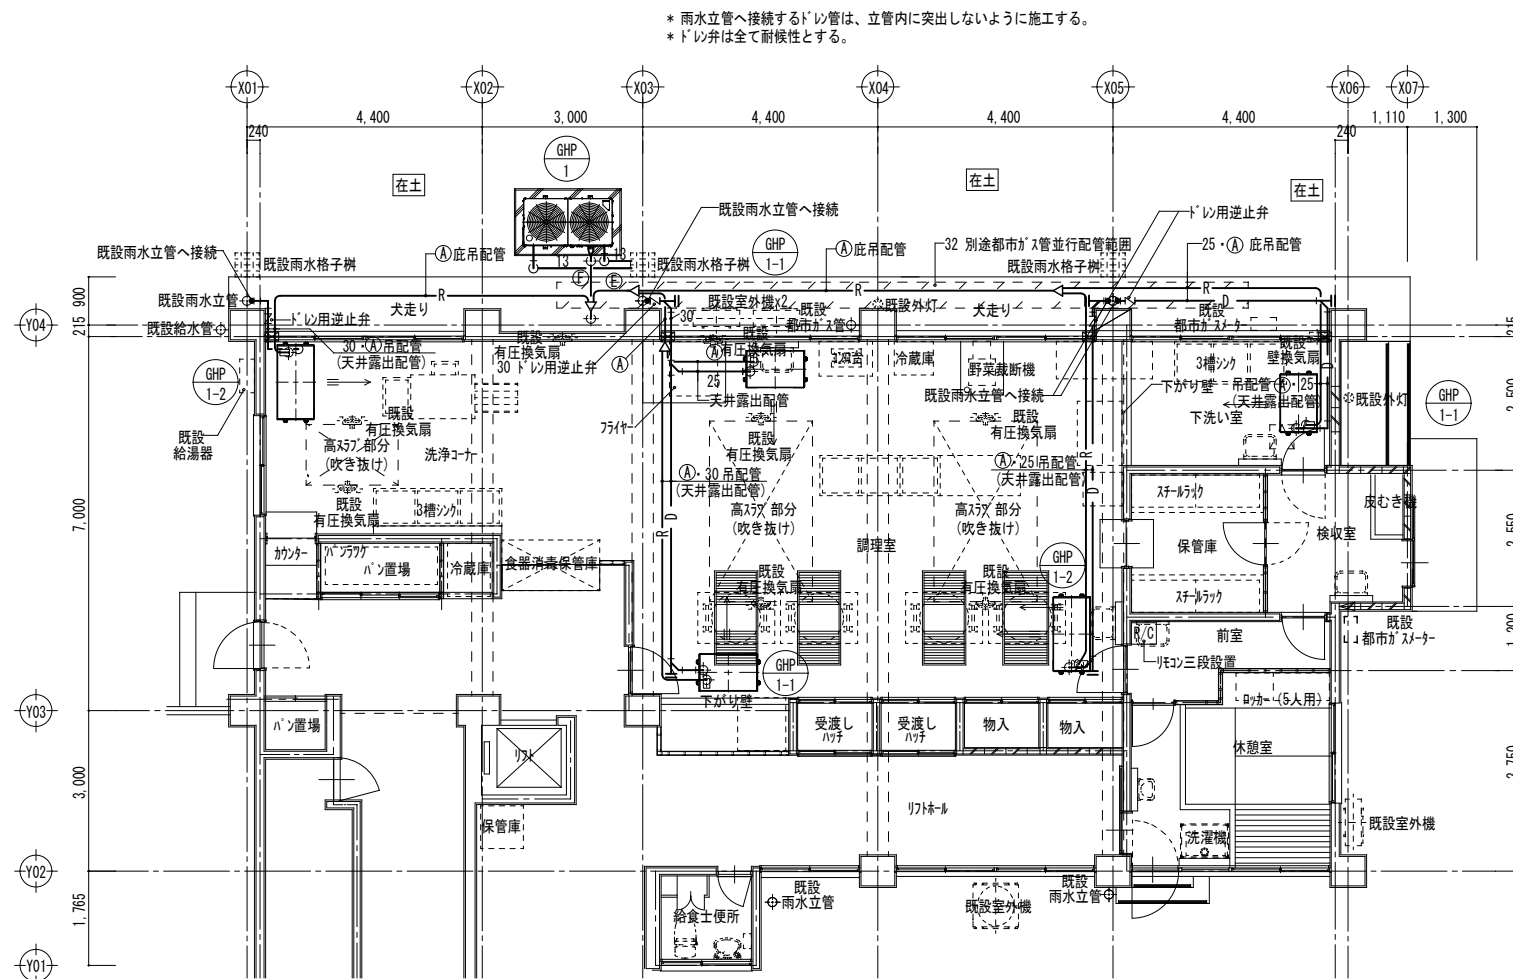 * 雨水立管へ接続するﾄﾞﾚﾝ管は、立管内に突出しないように施工する。
* ﾄﾞﾚﾝ弁は全て耐候性とする。
X01
X02
X03
X04
X05
X06
X07
4,400
3,000
4,400
4,400
4,400
1,110
1,300
240
240
GHP
1
在土
在土
在土
既設雨水立管へ接続
ﾄﾞﾚﾝ用逆止弁
既設雨水立管へ接続
Ⓐ庇吊配管
GHP
1-1
Ⓐ庇吊配管
32 別途都市ｶﾞｽ管並行配管範囲
25・Ⓐ 庇吊配管
既設雨水格子桝
13
13
既設雨水格子桝
既設雨水格子桝
Ⓕ
Ⓔ
900
215
7,000
3,000
1,765
既設雨水立管
R
犬走り
既設室外機x2
R
既設外灯
犬走り
R
D
Y04
既設給水管
ﾄﾞﾚﾝ用逆止弁
30
既設
都市ｶﾞｽ管
既設
都市ｶﾞｽﾒｰﾀｰ
215
30・Ⓐ吊配管
(天井露出配管)
既設
有圧換気扇
30 ﾄﾞﾚﾝ用逆止弁
Ⓐ
Ⓐ
既設
有圧換気扇
ｺﾝﾛ台
冷蔵庫
野菜裁断機
3槽ｼﾝｸ
既設
壁換気扇
GHP
1-2
25
天井露出配管
既設雨水立管へ接続
下がり壁
吊配管・Ⓐ・25
(天井露出配管)
既設外灯
GHP
1-1
既設
給湯器
既設
有圧換気扇
高ｽﾗﾌﾞ部分
(吹き抜け)
洗浄ｺｰﾅｰ
ﾌﾗｲﾔｰ
既設
有圧換気扇
既設
有圧換気扇
下洗い室
既設
有圧換気扇
3槽ｼﾝｸ
Ⓐ・30 吊配管
(天井露出配管)
Ⓐ・25 吊配管
(天井露出配管)
高ｽﾗﾌﾞ部分
(吹き抜け)
高ｽﾗﾌﾞ部分
(吹き抜け)
ｽﾁｰﾙﾗｯｸ
皮むき機
R
D
R
D
調理室
保管庫
検収室
ｶｳﾝﾀｰ
ﾊﾟﾝﾗｯｸ
ﾊﾟﾝ置場
冷蔵庫
食器消毒保管庫
既設
有圧換気扇
既設
有圧換気扇
GHP
1-2
ｽﾁｰﾙﾗｯｸ
R/C
前室
ﾘﾓｺﾝ三段設置
既設
都市ｶﾞｽﾒｰﾀｰ
GHP
1-1
下がり壁
Y03
ﾊﾟﾝ置場
ﾘﾌﾄ
受渡し
ﾊｯﾁ
受渡し
ﾊｯﾁ
物入
物入
ﾛｯｶｰ(5人用)
休憩室
保管庫
ﾘﾌﾄﾎｰﾙ
洗濯機
既設室外機
Y02
既設
雨水立管
既設室外機
既設
雨水立管
給食士便所
Y01